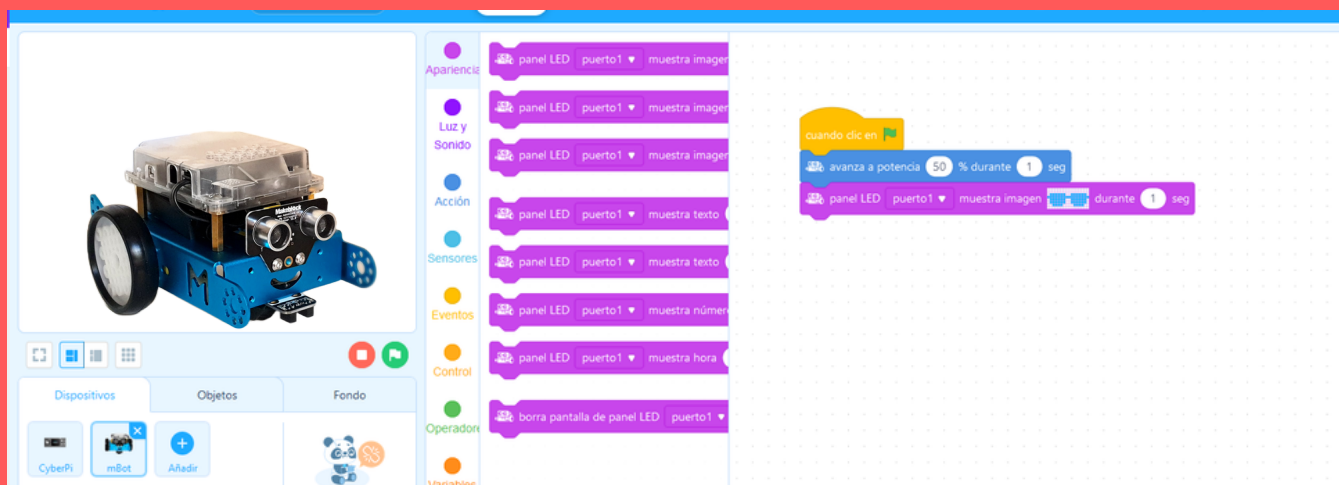 Makeblock
M
Dispositivos
Objetos
Fondo
CyberPi
mBot
Añadir
Apariencia
Luz y
Sonido
Acción
Sensores
Eventos
Control
Operadore
Variables
panel LED puerto1 muestra imagen
panel LED puerto1 muestra imagen
panel LED puerto1 muestra imagen
panel LED puerto1 muestra texto
panel LED puerto1 muestra texto
panel LED puerto1 muestra número
panel LED puerto1 muestra hora
borra pantalla de panel LED puerto1
cuando clic en
avanza a potencia 50 % durante 1 seg
panel LED puerto1 muestra imagen durante 1 seg